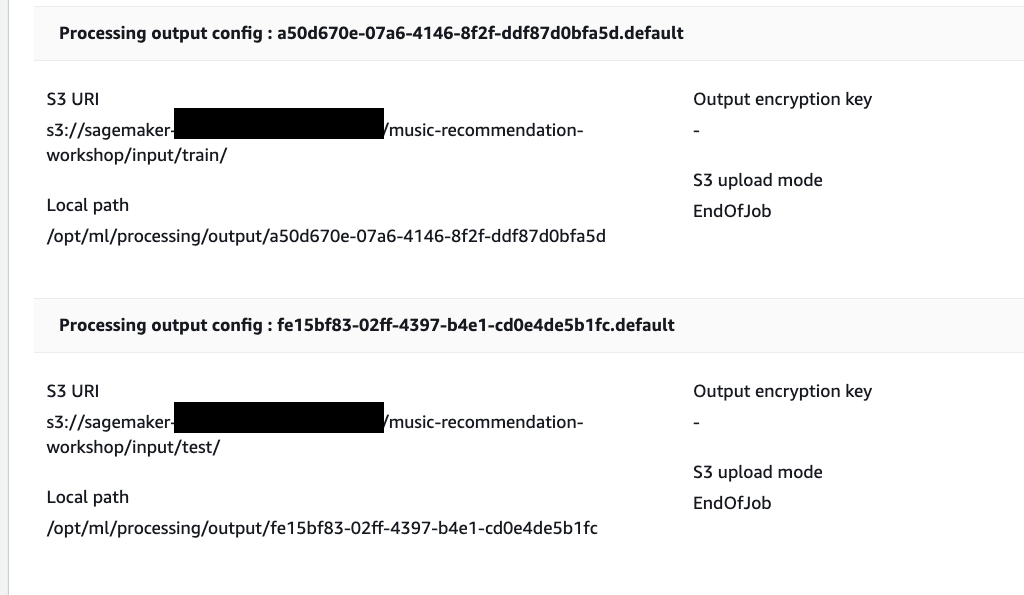 Processing output config : a50d670e-07a6-4146-8f2f-ddf87d0bfa5d.default
S3 URI
s3://sagemaker- /music-recommendation-
workshop/input/train/
Local path
/opt/ml/processing/output/a50d670e-07a6-4146-8f2f-ddf87d0bfa5d
Output encryption key
-
S3 upload mode
EndOfJob
Processing output config : fe15bf83-02ff-4397-b4e1-cd0e4de5b1fc.default
S3 URI
s3://sagemaker- /music-recommendation-
workshop/input/test/
Local path
/opt/ml/processing/output/fe15bf83-02ff-4397-b4e1-cd0e4de5b1fc
Output encryption key
-
S3 upload mode
EndOfJob